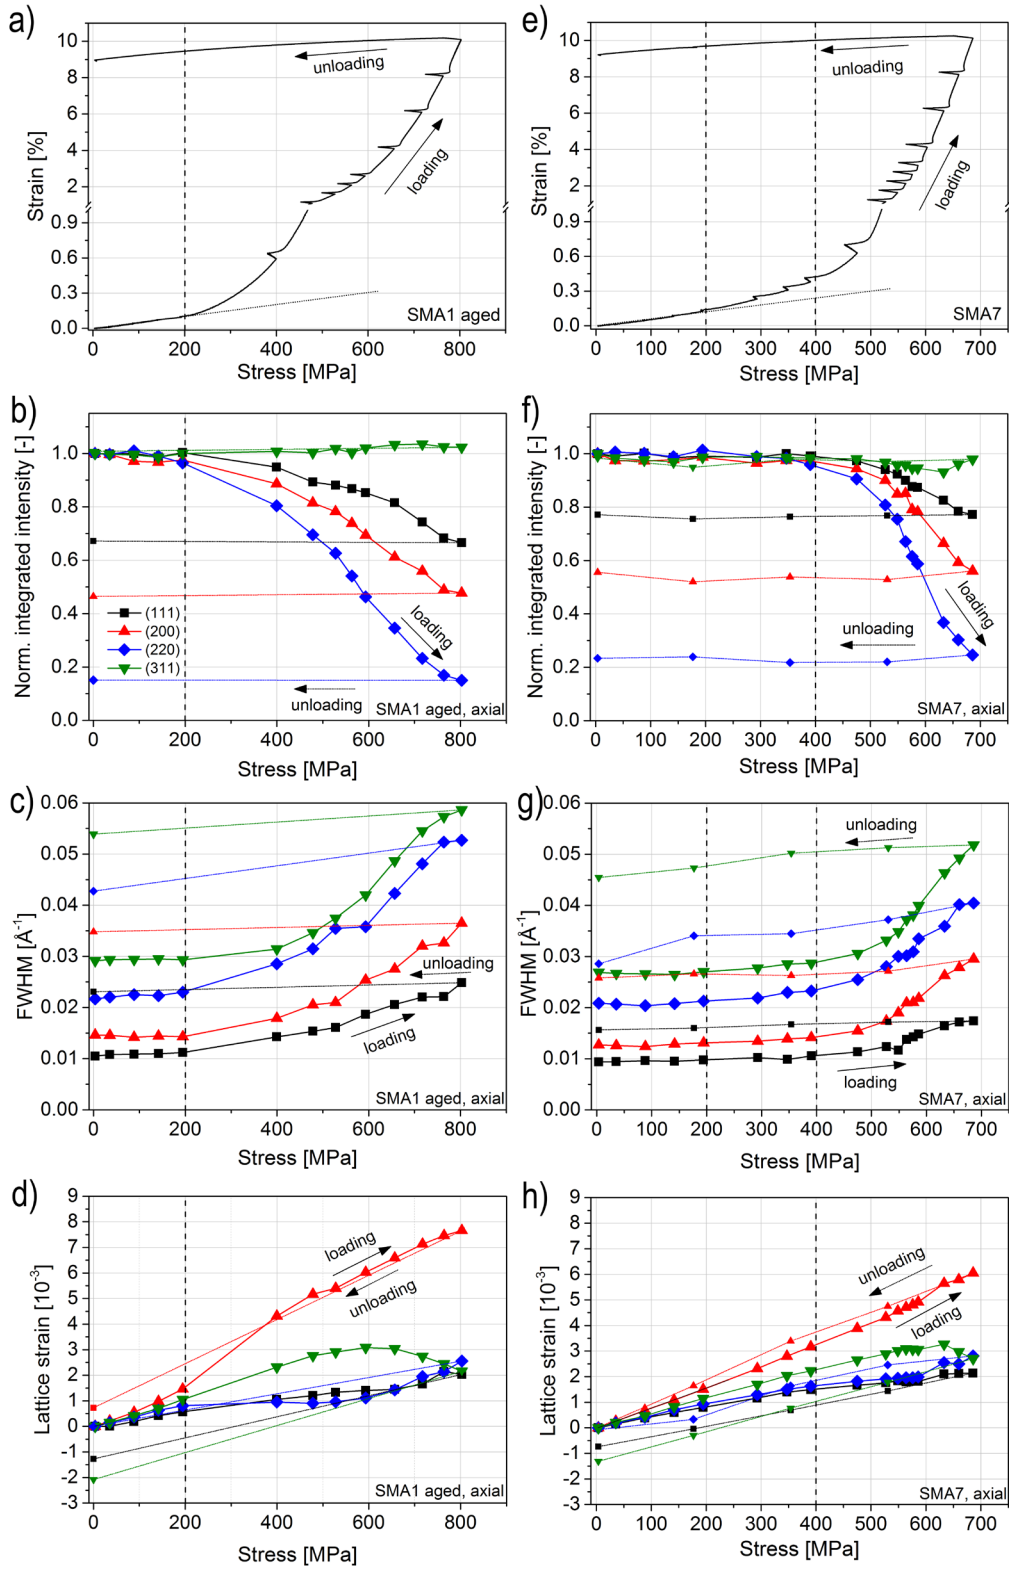 a)
10
8
6
4
2
0.9
0.6
0.3
0.0
Strain [%]
unloading
loading
SMA1 aged
0
200
400
600
800
Stress [MPa]
e)
10
8
6
4
2
0.9
0.6
0.3
0.0
Strain [%]
unloading
loading
SMA7
0
100
200
300
400
500
600
700
Stress [MPa]
b)
1.0
0.8
0.6
0.4
0.2
0.0
Norm. integrated intensity [-]
(111)
(200)
(220)
(311)
loading
unloading
SMA1 aged, axial
0
200
400
600
800
Stress [MPa]
f)
1.0
0.8
0.6
0.4
0.2
0.0
Norm. integrated intensity [-]
loading
unloading
SMA7, axial
0
100
200
300
400
500
600
700
Stress [MPa]
c)
0.06
0.05
0.04
0.03
0.02
0.01
0.00
FWHM [Å-1]
unloading
loading
SMA1 aged, axial
0
200
400
600
800
Stress [MPa]
g)
0.06
0.05
0.04
0.03
0.02
0.01
0.00
FWHM [Å-1]
unloading
loading
SMA7, axial
0
100
200
300
400
500
600
700
Stress [MPa]
d)
9
8
7
6
5
4
3
2
1
0
-1
-2
-3
Lattice strain [10-3]
loading
unloading
SMA1 aged, axial
0
200
400
600
800
Stress [MPa]
h)
9
8
7
6
5
4
3
2
1
0
-1
-2
-3
Lattice strain [10-3]
unloading
loading
SMA7, axial
0
100
200
300
400
500
600
700
Stress [MPa]